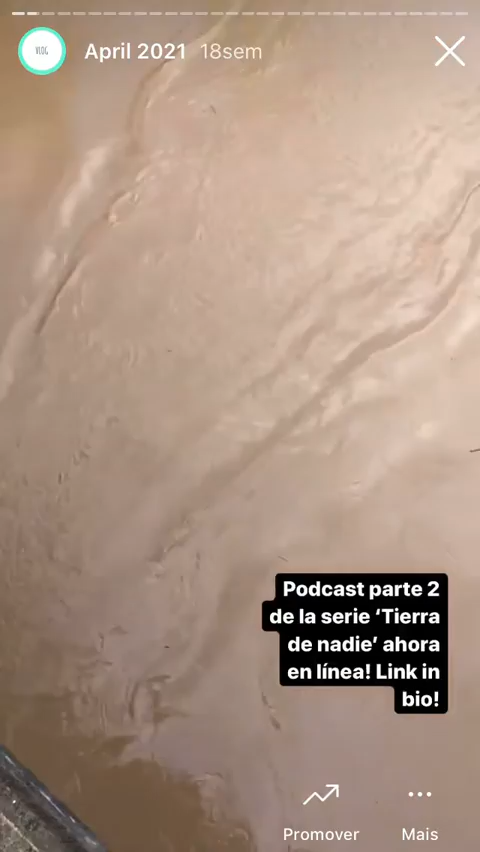 VLOG
April 2021 18sem
Podcast parte 2
de la serie ‘Tierra
de nadie’ ahora
en línea! Link in
bio!
Promover
Mais